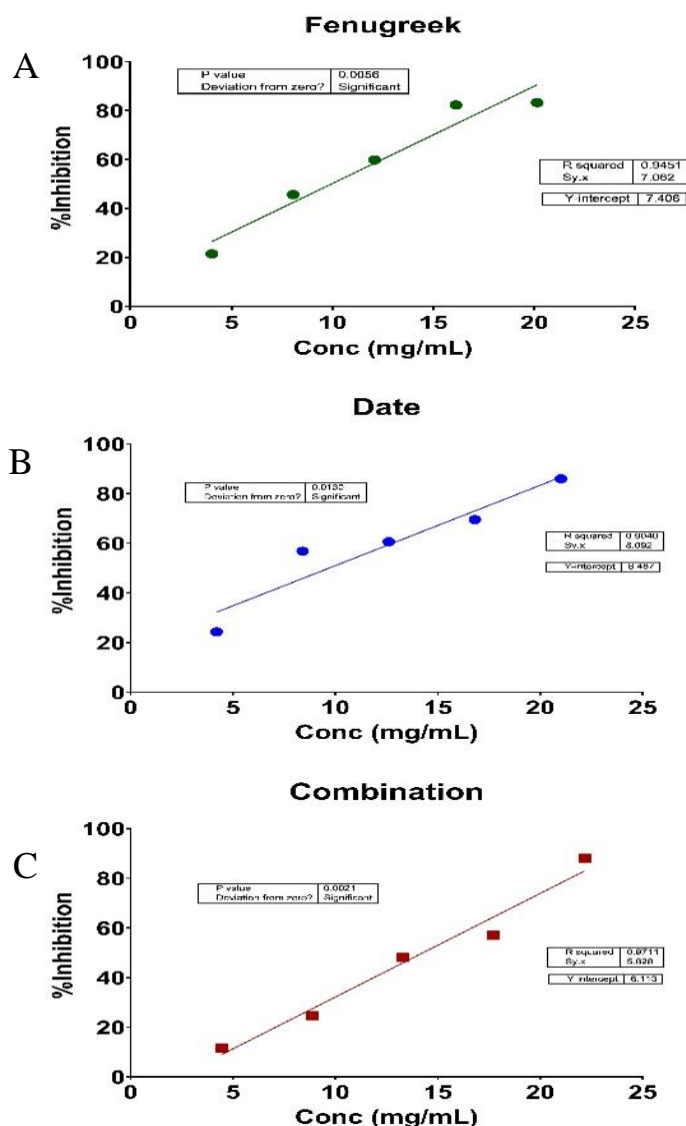 Fenugreek
A
P value 0.0056
Deviation from zero? Significant
R squared 0.9451
Sy.x 7.062
Y-intercept 7.406
%Inhibition
100
80
60
40
20
0
0 5 10 15 20 25
Conc (mg/mL)
Date
B
P value
Deviation from zero? Significant
R squared
Sy.x 8.092
Y-intercept
%Inhibition
100
80
60
40
20
0
0 5 10 15 20 25
Conc (mg/mL)
Combination
C
P value 0.0021
Deviation from zero? Significant
R squared 0.9711
Sy.x
Y intercept 6.113
%Inhibition
100
80
60
40
20
0
0 5 10 15 20 25
Conc (mg/mL)